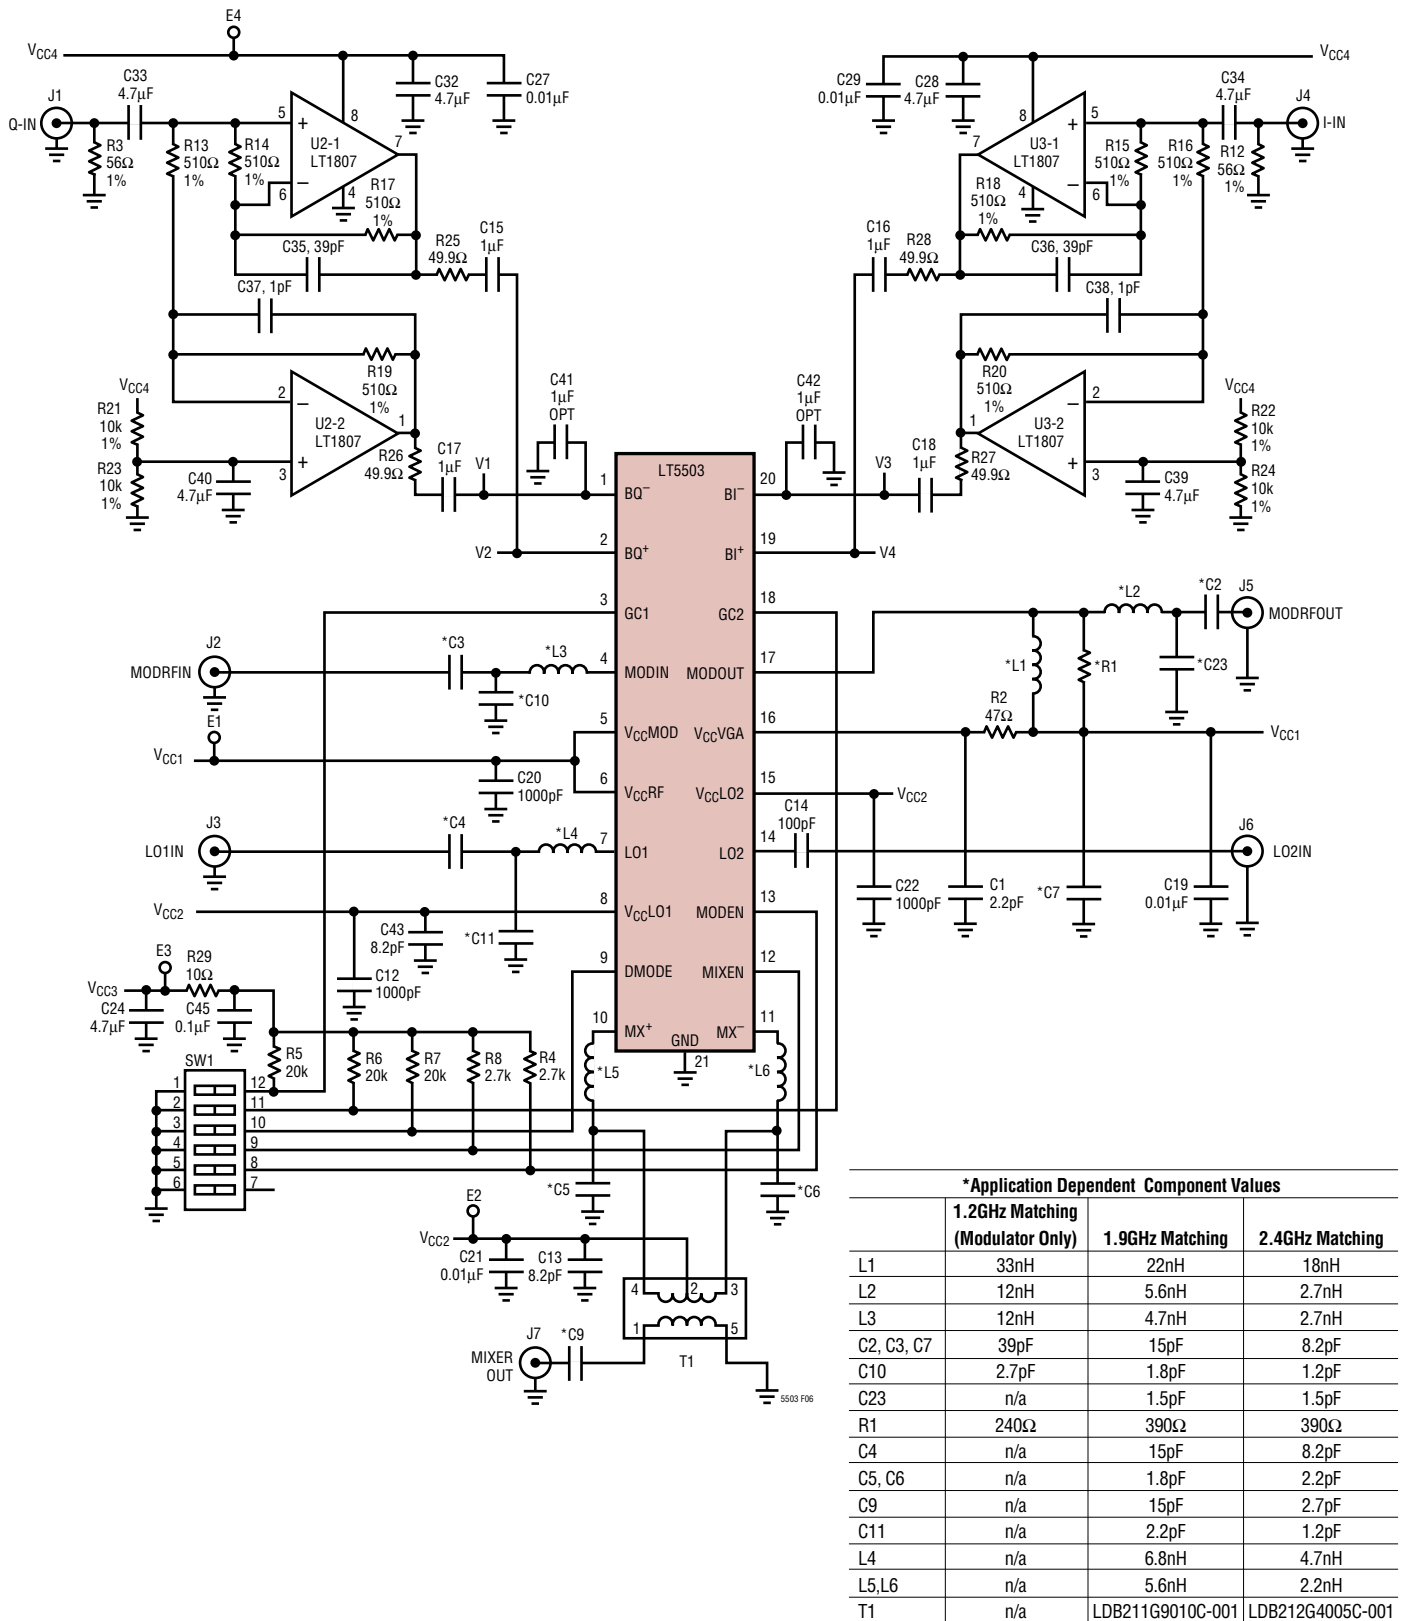 E4
VCC4
C33
4.7µF
J1
Q-IN
R3
56Ω
1%
R13
510Ω
1%
R14
510Ω
1%
5
+
U2-1
LT1807
–
6
8
7
4
C32
4.7µF
C27
0.01µF
R17
510Ω
1%
C35, 39pF
R25
49.9Ω
C15
1µF
C37, 1pF
R19
510Ω
1%
VCC4
R21
10k
1%
R23
10k
1%
C40
4.7µF
2
–
U2-2
LT1807
+
3
1
R26
49.9Ω
C17
1µF
V1
V2
C41
1µF
OPT
VCC4
C29
0.01µF
C28
4.7µF
C34
4.7µF
J4
I-IN
8
5
+
U3-1
LT1807
–
6
7
4
R15
510Ω
1%
R16
510Ω
1%
R12
56Ω
1%
R18
510Ω
1%
C36, 39pF
C16
1µF
R28
49.9Ω
C38, 1pF
R20
510Ω
1%
2
–
U3-2
LT1807
+
3
1
VCC4
R22
10k
1%
R24
10k
1%
C39
4.7µF
R27
49.9Ω
C18
1µF
V3
V4
C42
1µF
OPT
LT5503
1
BQ–
2
BQ+
3
GC1
4
MODIN
5
VCCMOD
6
VCCRF
7
LO1
8
VCCLO1
9
DMODE
10
MX+
GND
21
20
BI–
19
BI+
18
GC2
17
MODOUT
16
VCCVGA
15
VCCLO2
14
LO2
13
MODEN
12
MIXEN
11
MX–
J2
MODRFIN
*C3
*L3
*C10
E1
VCC1
C20
1000pF
J3
LO1IN
*C4
*L4
*C11
VCC2
C43
8.2pF
C12
1000pF
E3
VCC3
R29
10Ω
C24
4.7µF
C45
0.1µF
R5
20k
R6
20k
R7
20k
R8
2.7k
R4
2.7k
SW1
1
2
3
4
5
6
12
11
10
9
8
7
*L5
*L6
*C5
*C6
E2
VCC2
C21
0.01µF
C13
8.2pF
4
2
3
1
5
T1
J7
MIXER
OUT
*C9
5503 F06
*L2
*C2
J5
MODRFOUT
*L1
*R1
*C23
R2
47Ω
VCC1
VCC2
C14
100pF
J6
LO2IN
C22
1000pF
C1
2.2pF
*C7
C19
0.01µF
*Application Dependent Component Values
1.2GHz Matching
(Modulator Only) 1.9GHz Matching 2.4GHz Matching
L1 33nH 22nH 18nH
L2 12nH 5.6nH 2.7nH
L3 12nH 4.7nH 2.7nH
C2, C3, C7 39pF 15pF 8.2pF
C10 2.7pF 1.8pF 1.2pF
C23 n/a 1.5pF 1.5pF
R1 240Ω 390Ω 390Ω
C4 n/a 15pF 8.2pF
C5, C6 n/a 1.8pF 2.2pF
C9 n/a 15pF 2.7pF
C11 n/a 2.2pF 1.2pF
L4 n/a 6.8nH 4.7nH
L5,L6 n/a 5.6nH 2.2nH
T1 n/a LDB211G9010C-001 LDB212G4005C-001